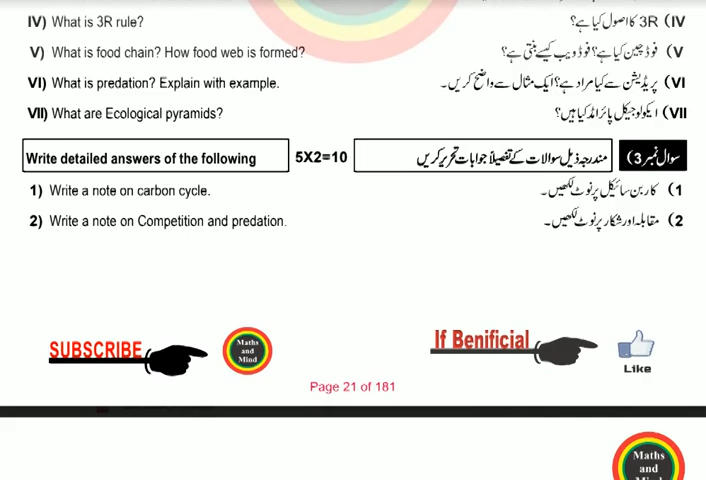 IV) What is 3R rule? 3R کا اصول کیا ہے؟ (IV
V) What is food chain? How food web is formed? فوڈ چین کیا ہے؟ فوڈ ویب کیسے بنتی ہے؟ (V
VI) What is predation? Explain with example. پریڈیشن سے کیا مراد ہے؟ ایک مثال سے واضح کریں۔ (VI
VII) What are Ecological pyramids? ایکولوجیکل پائرامڈ کیا ہیں؟ (VII
Write detailed answers of the following 5X2=10 مندرجہ ذیل سوالات کے تفصیلاً جوابات تحریر کریں سوال نمبر 3)
1) Write a note on carbon cycle. کاربن سائیکل پر نوٹ لکھیں۔ (1
2) Write a note on Competition and predation. مقابلہ اور شکار پر نوٹ لکھیں۔ (2
SUBSCRIBE
Maths
and
Mind
If Benificial
Like
Page 21 of 181
Maths
and